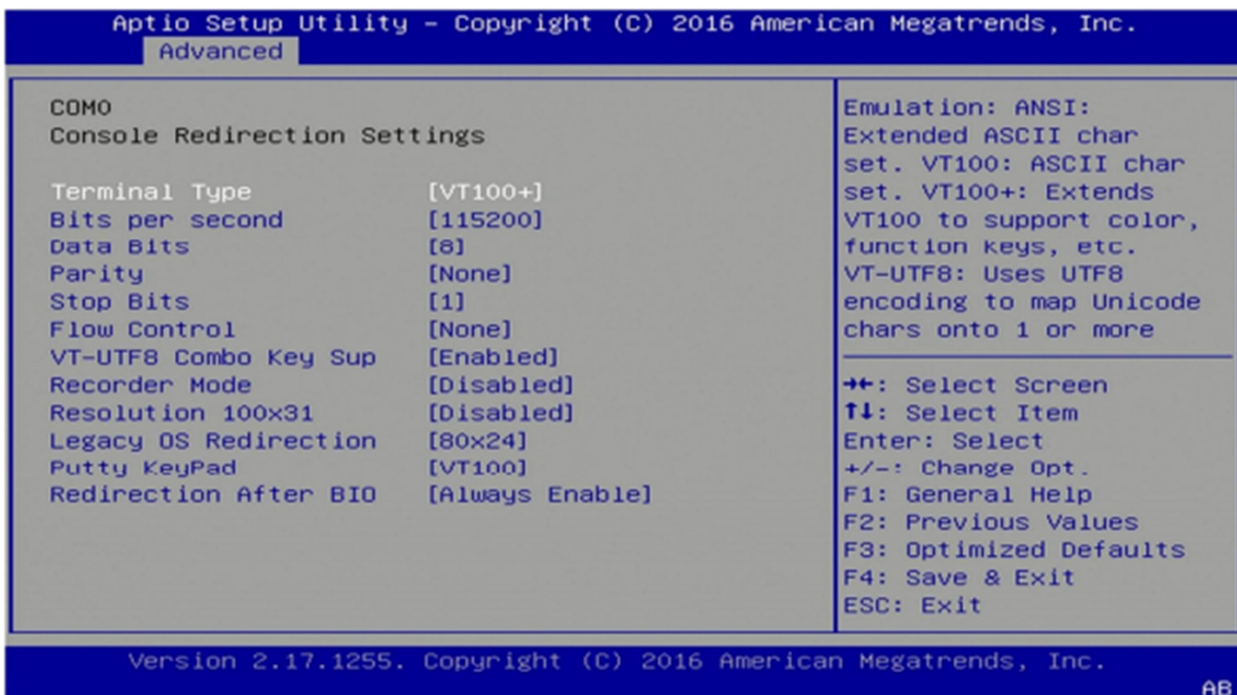 Aptio Setup Utility – Copyright (C) 2016 American Megatrends, Inc.
Advanced
COM0
Console Redirection Settings
Terminal Type [VT100+]
Bits per second [115200]
Data Bits [8]
Parity [None]
Stop Bits [1]
Flow Control [None]
VT-UTF8 Combo Key Sup [Enabled]
Recorder Mode [Disabled]
Resolution 100x31 [Disabled]
Legacy OS Redirection [80x24]
Putty KeyPad [VT100]
Redirection After BIO [Always Enable]
Emulation: ANSI:
Extended ASCII char
set. VT100: ASCII char
set. VT100+: Extends
VT100 to support color,
function keys, etc.
VT-UTF8: Uses UTF8
encoding to map Unicode
chars onto 1 or more
→←: Select Screen
↑↓: Select Item
Enter: Select
+/-: Change Opt.
F1: General Help
F2: Previous Values
F3: Optimized Defaults
F4: Save & Exit
ESC: Exit
Version 2.17.1255. Copyright (C) 2016 American Megatrends, Inc.
AB